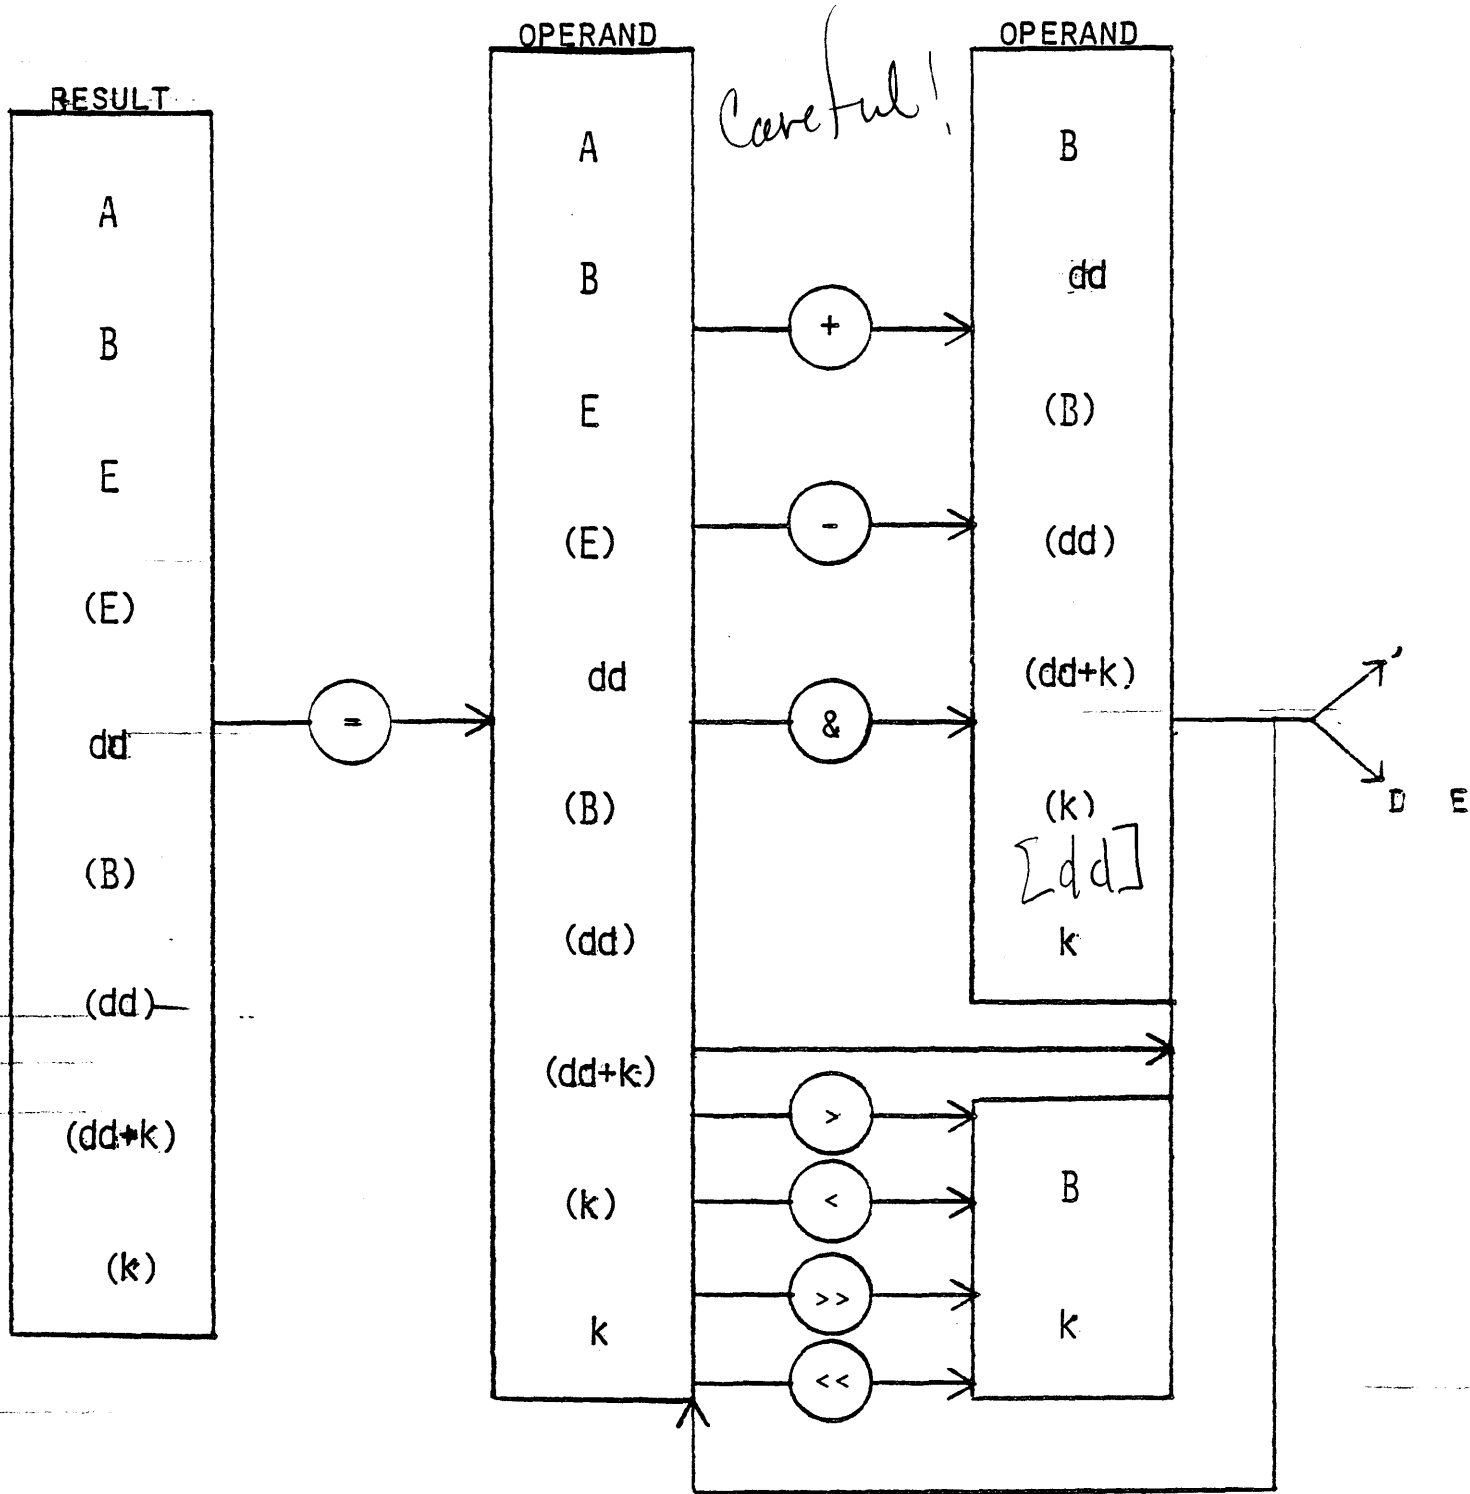 RESULT
A
B
E
(E)
dd
(B)
(dd)
(dd+k)
(k)
=
OPERAND
A
B
E
(E)
dd
(B)
(dd)
(dd+k)
(k)
k
Careful!
+
-
&
>
<
>>
<<
OPERAND
B
dd
(B)
(dd)
(dd+k)
(k)
[dd]
k
B
k
,
D E